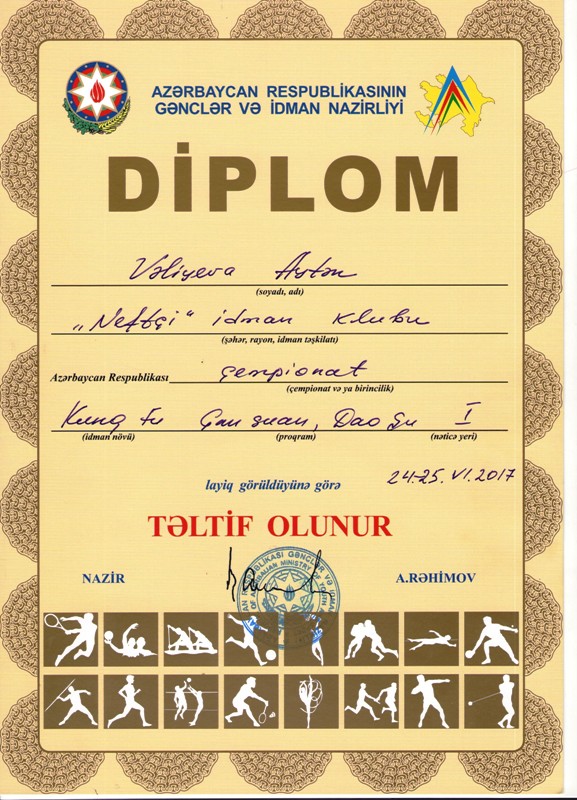 AZƏRBAYCAN RESPUBLİKASININ
GƏNCLƏR VƏ İDMAN NAZİRLİYİ
DİPLOM
Vəliyeva Aytən
(soyadı, adı)
„Neftçi“ idman klubu
(şəhər, rayon, idman təşkilatı)
Azərbaycan Respublikası çempionat
(çempionat və ya birincilik)
Kung fu Çan suan, Dao şu I
(idman növü) (proqram) (nəticə yeri)
layiq görüldüyünə görə 24-25.VI.2017
TƏLTİF OLUNUR
NAZİR A.RƏHİMOV